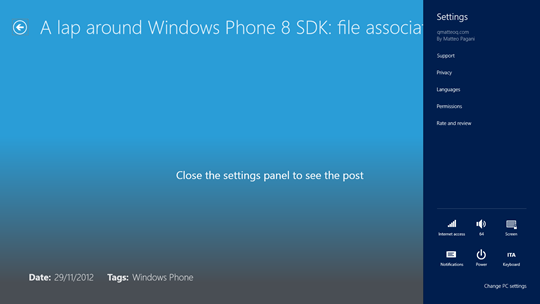 A lap around Windows Phone 8 SDK: file associat
Settings
qmatteoq.com
By Matteo Pagani
Support
Privacy
Languages
Permissions
Rate and review
Close the settings panel to see the post
Internet access
64
Screen
Notifications
Power
ITA
Keyboard
Date: 29/11/2012 Tags: Windows Phone
Change PC settings